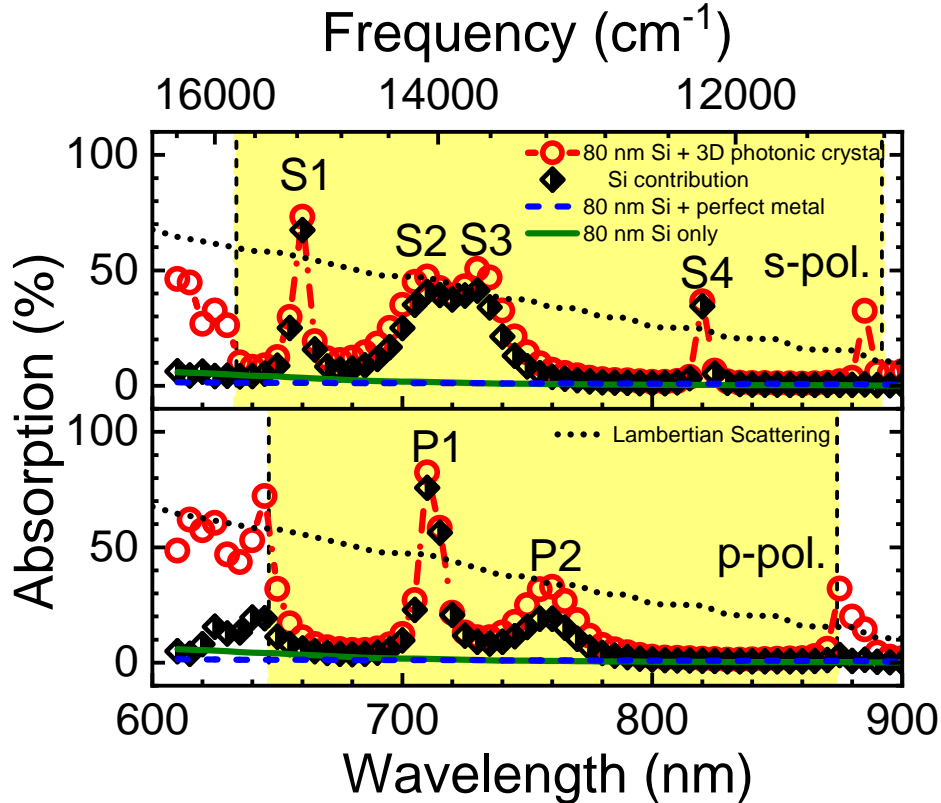 Frequency (cm⁻¹)
16000 14000 12000
100
50
0
80 nm Si + 3D photonic crystal
Si contribution
80 nm Si + perfect metal
80 nm Si only
S1
S2 S3
S4
s-pol.
Absorption (%)
100
50
0
Lambertian Scattering
P1
P2
p-pol.
600 700 800 900
Wavelength (nm)